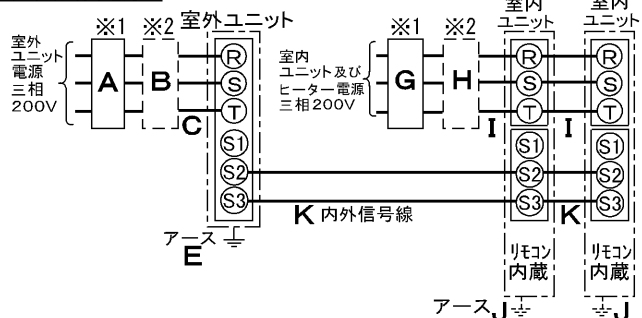 ※1 ※2 室外ユニット
室外
ユニット
電源
三相
200V
A B C
R
S
T
S1
S2
S3
アース
E
※1 ※2
室内
ユニット及び
ヒーター電源
三相200V
G H I I
室内
ユニット
R
S
T
S1
S2
S3
リモコン
内蔵
室内
ユニット
R
S
T
S1
S2
S3
リモコン
内蔵
K 内外信号線 K
アース J J